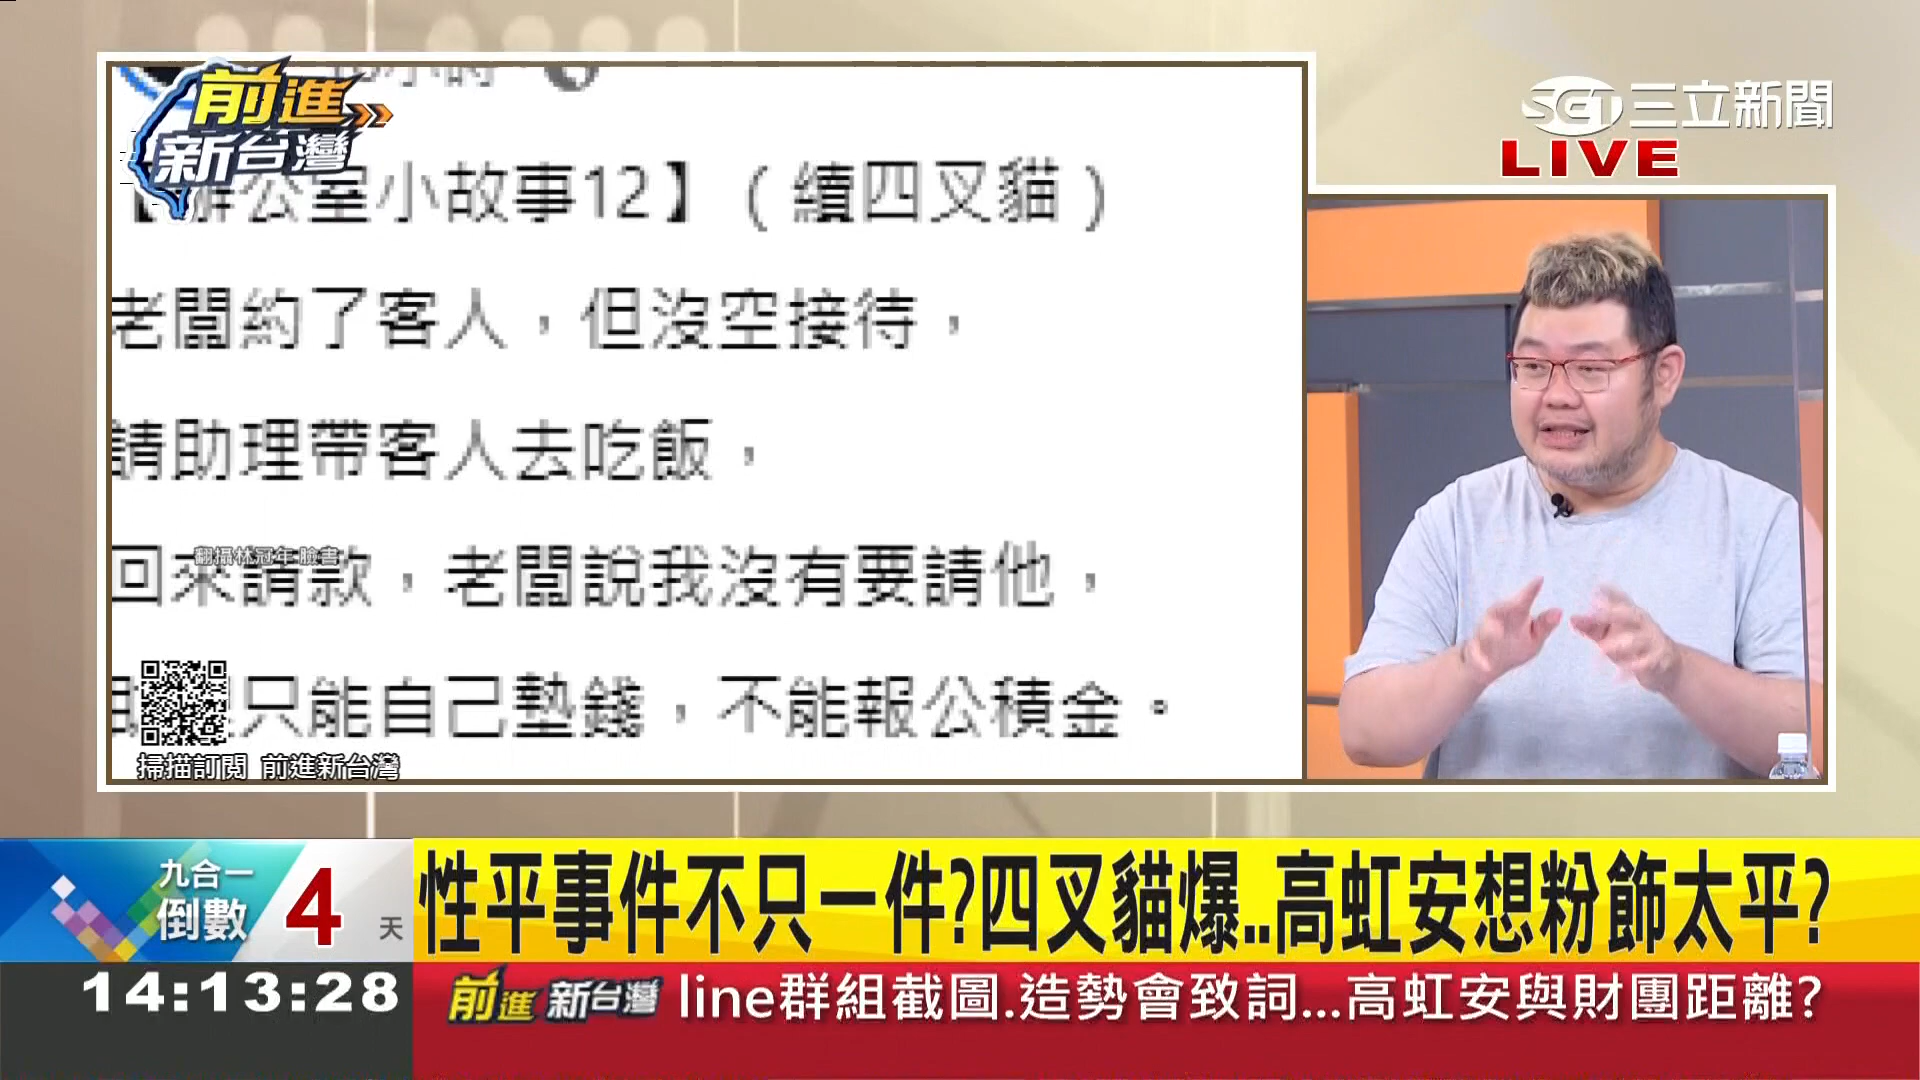 前進
新台灣
SET三立新聞
LIVE
【辦公室小故事12】（續四叉貓）
老闆約了客人，但沒空接待，
請助理帶客人去吃飯，
翻攝林冠年 臉書
回來請款，老闆說我沒有要請他，
只能自己墊錢，不能報公積金。
掃描訂閱 前進新台灣
九合一
倒數
4
天
性平事件不只一件?四叉貓爆..高虹安想粉飾太平?
14:13:28
前進新台灣 line群組截圖.造勢會致詞...高虹安與財團距離?